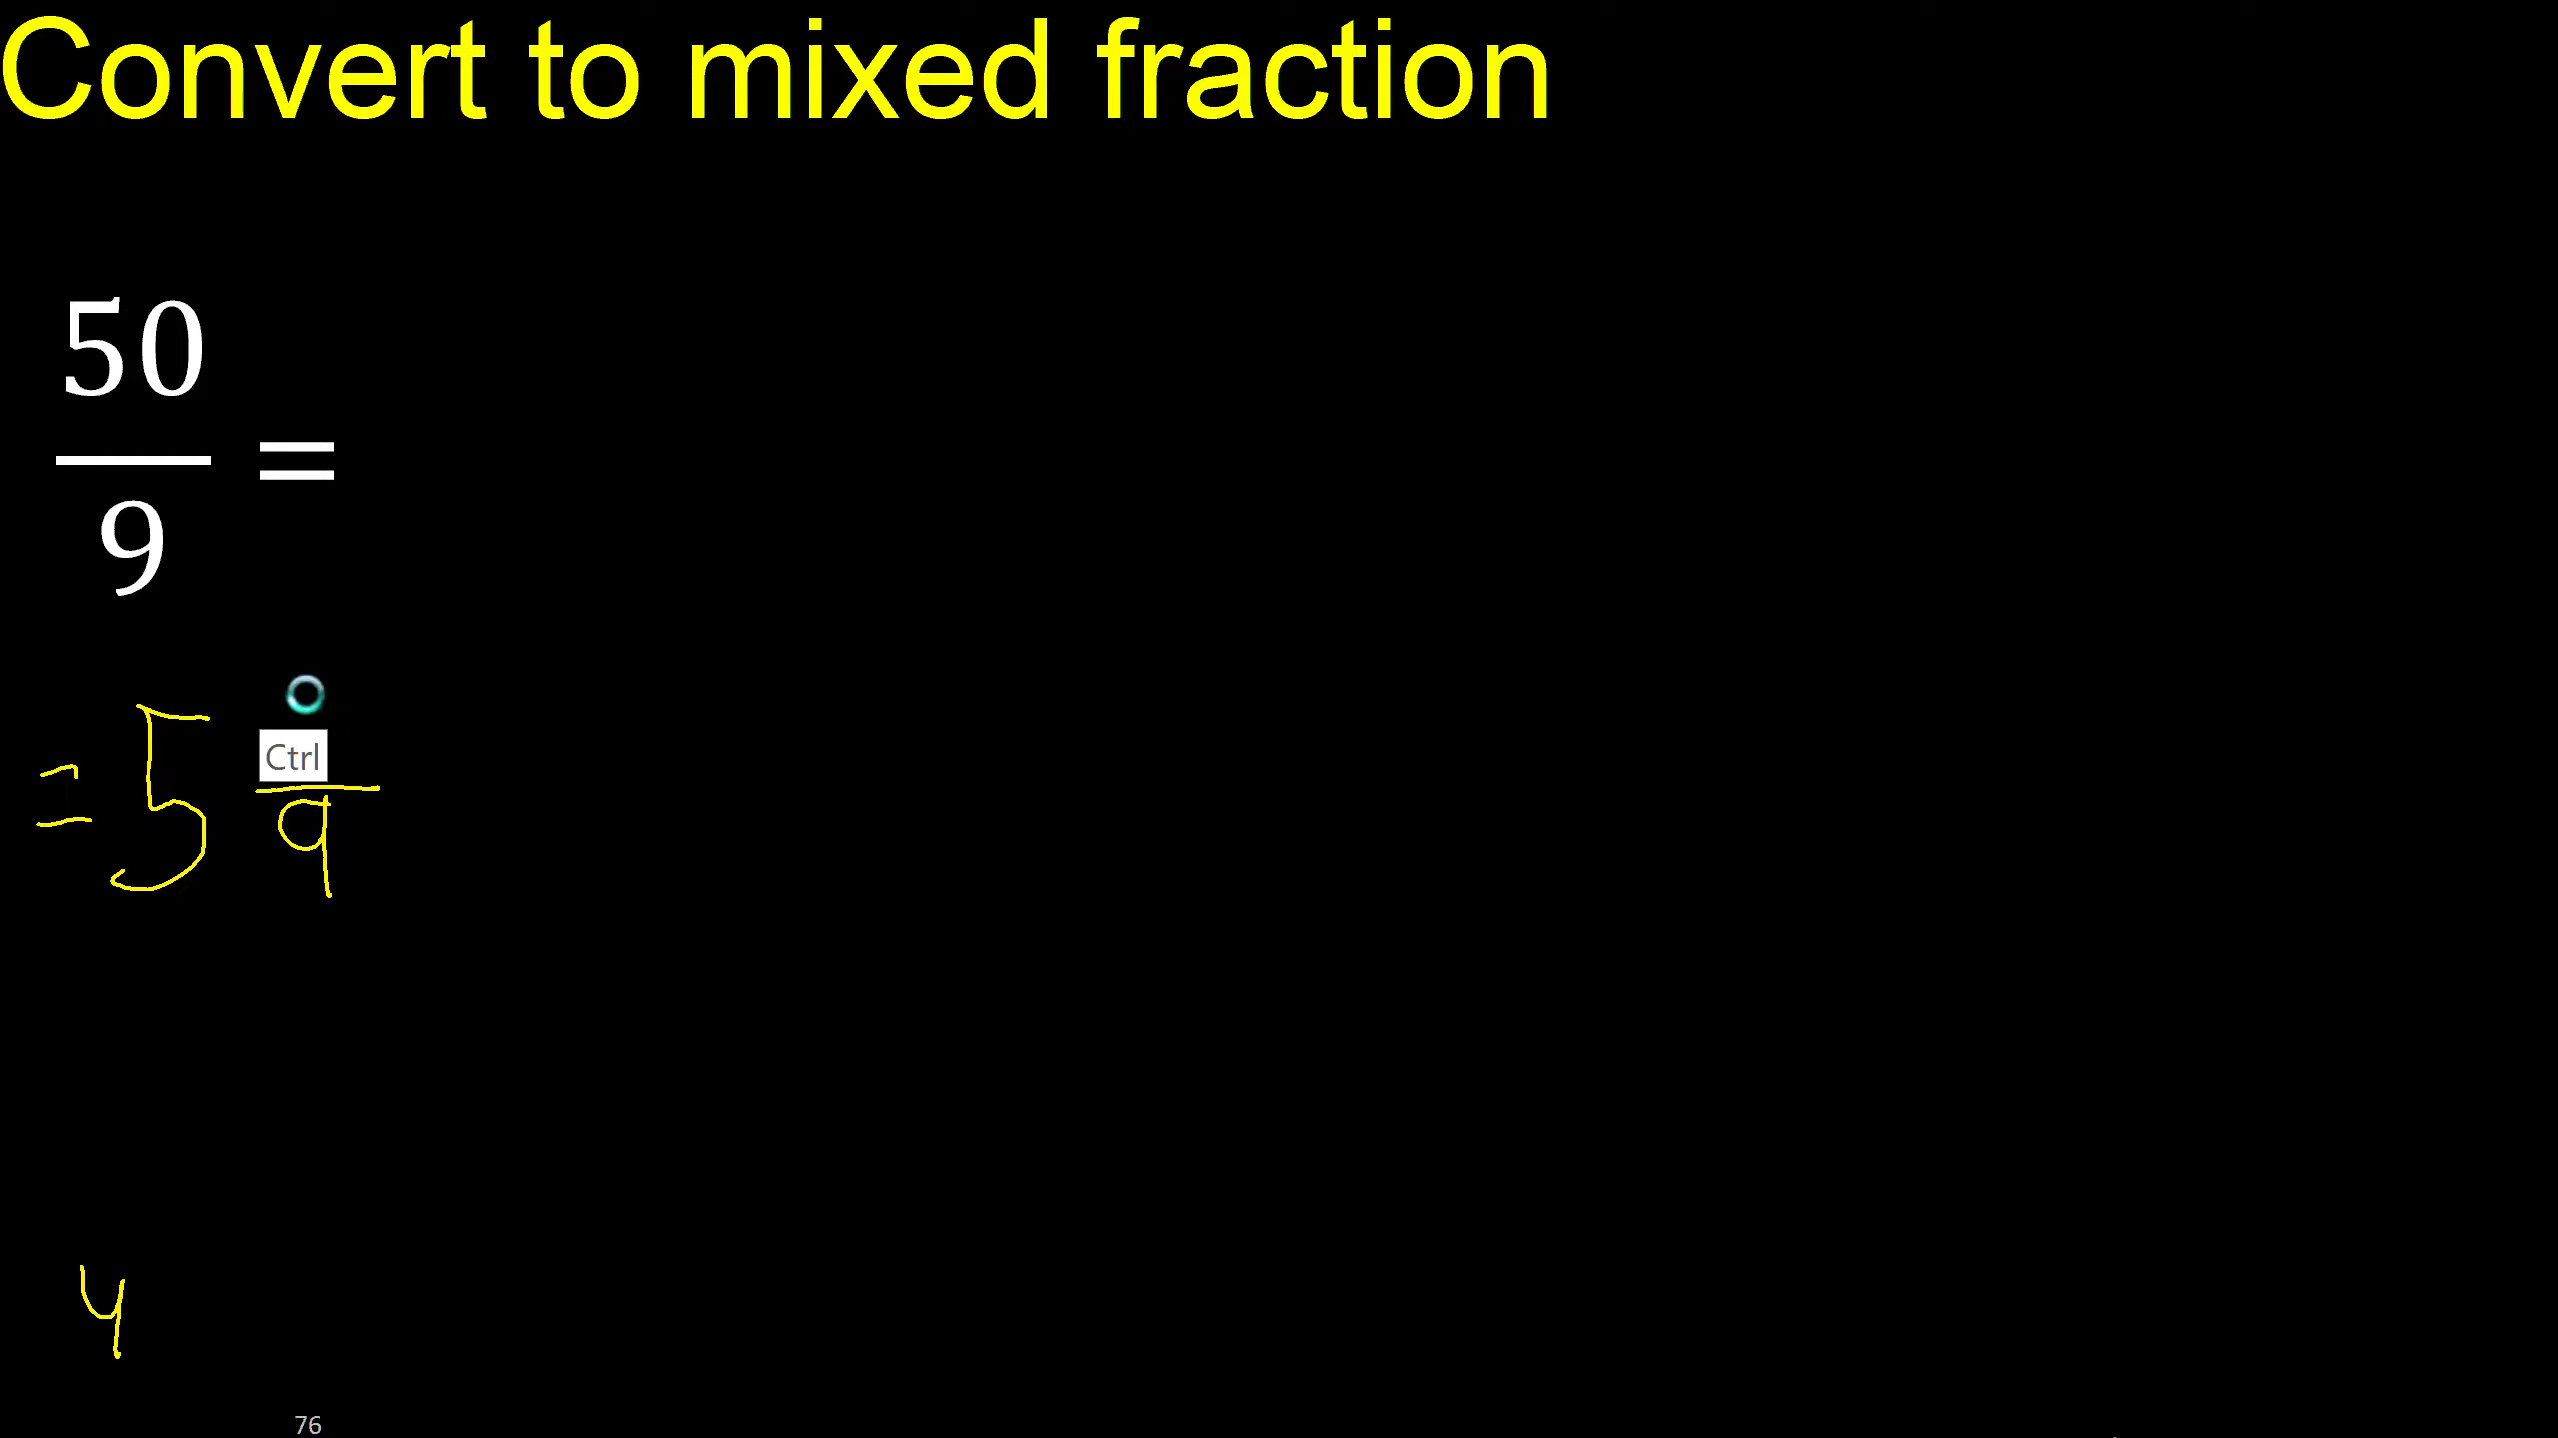 Convert to mixed fraction
50
9 =
Ctrl
= 5 9
4
76